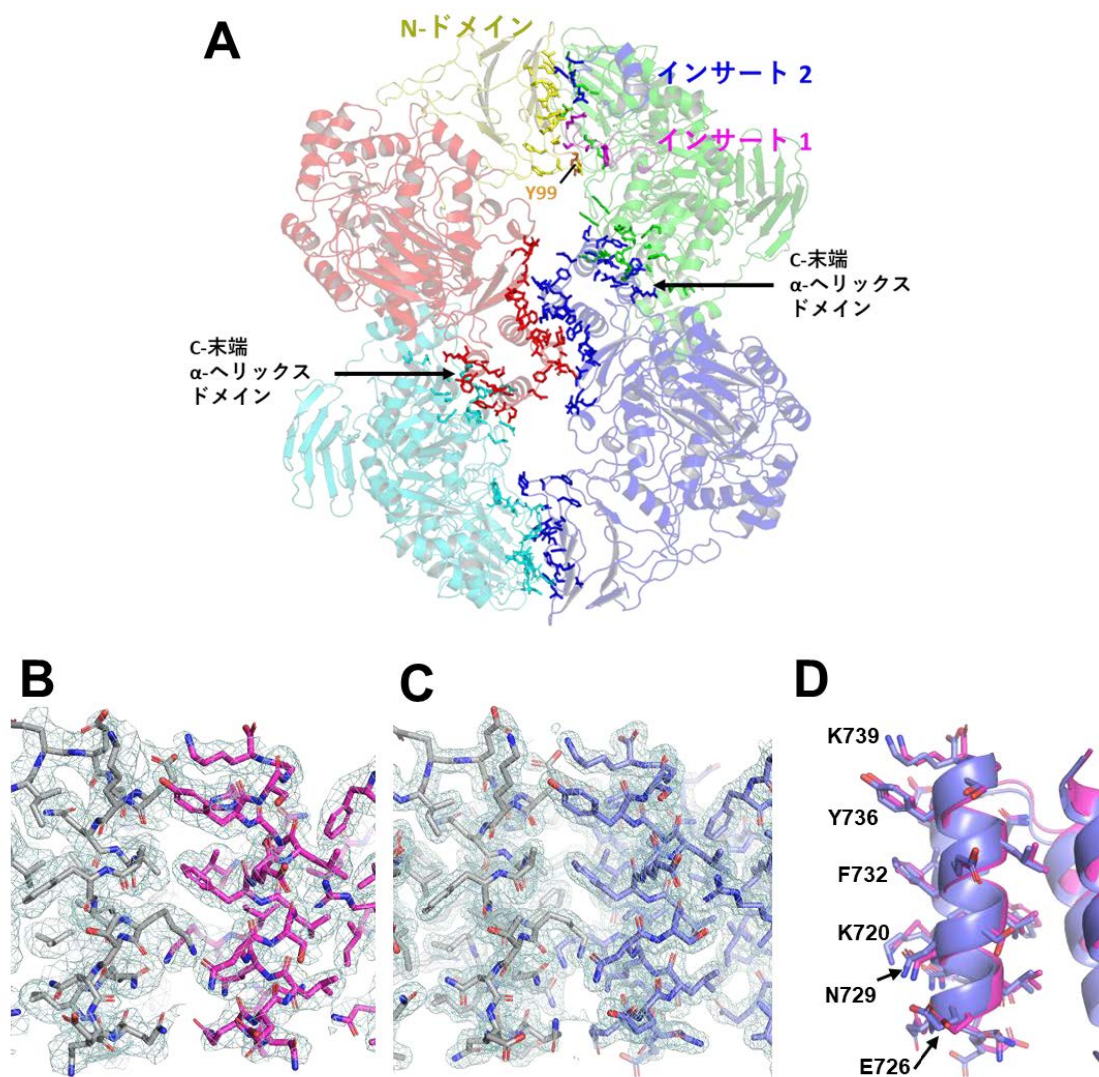 A
N-ドメイン
インサート 2
インサート 1
Y99
C-末端
α-ヘリックス
ドメイン
C-末端
α-ヘリックス
ドメイン
B
C
D
K739
Y736
F732
K720
N729
E726